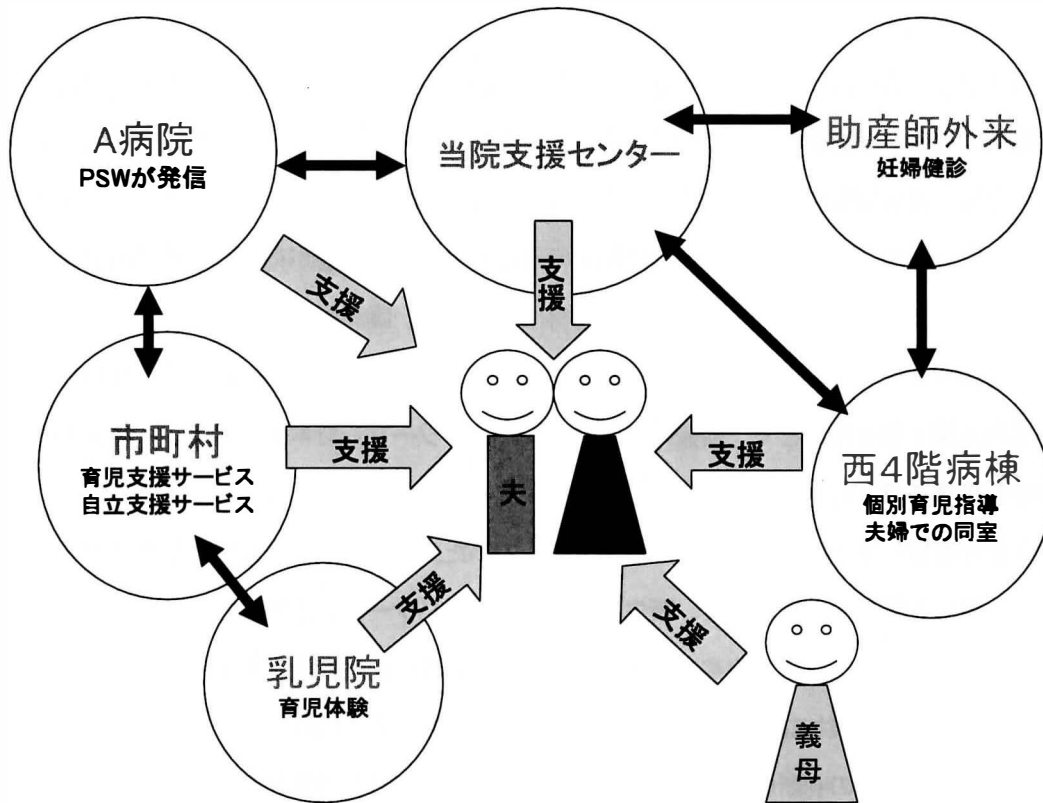 A病院
PSWが発信
当院支援センター
助産師外来
妊婦健診
支援
支援
市町村
育児支援サービス
自立支援サービス
支援
支援
西4階病棟
個別育児指導
夫婦での同室
夫
支援
支援
乳児院
育児体験
義
母